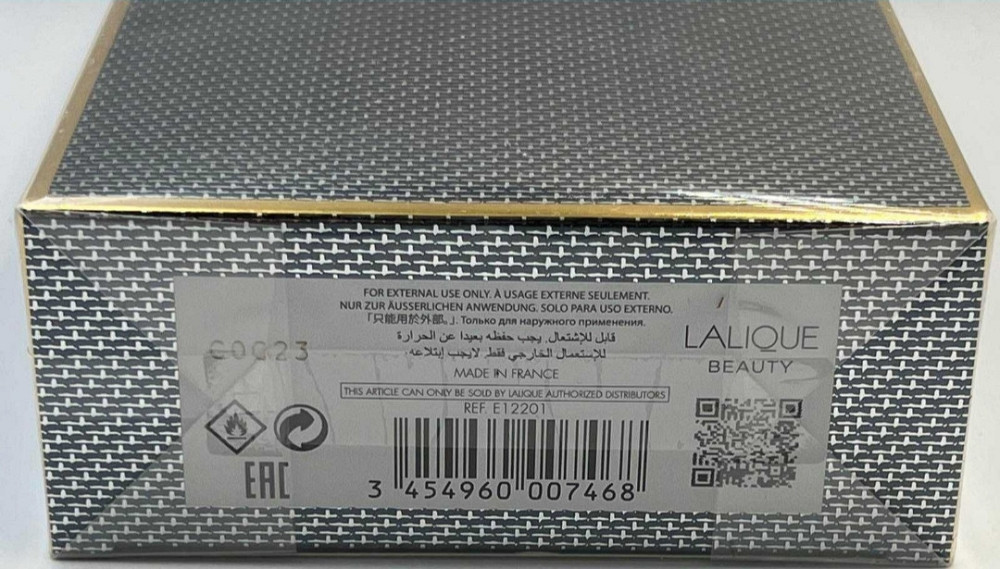 FOR EXTERNAL USE ONLY. À USAGE EXTERNE SEULEMENT.
NUR ZUR ÄUSSERLICHEN ANWENDUNG. SOLO PARA USO EXTERNO.
「只能用於外部。」. Только для наружного применения.
قابل للإشتعال. يجب حفظه بعيدا عن الحرارة
للإستعمال الخارجي فقط. لايجب إبتلاعه.
MADE IN FRANCE
THIS ARTICLE CAN ONLY BE SOLD BY LALIQUE AUTHORIZED DISTRIBUTORS
REF. E12201
3 454960 007468
EAC
LALIQUE
BEAUTY